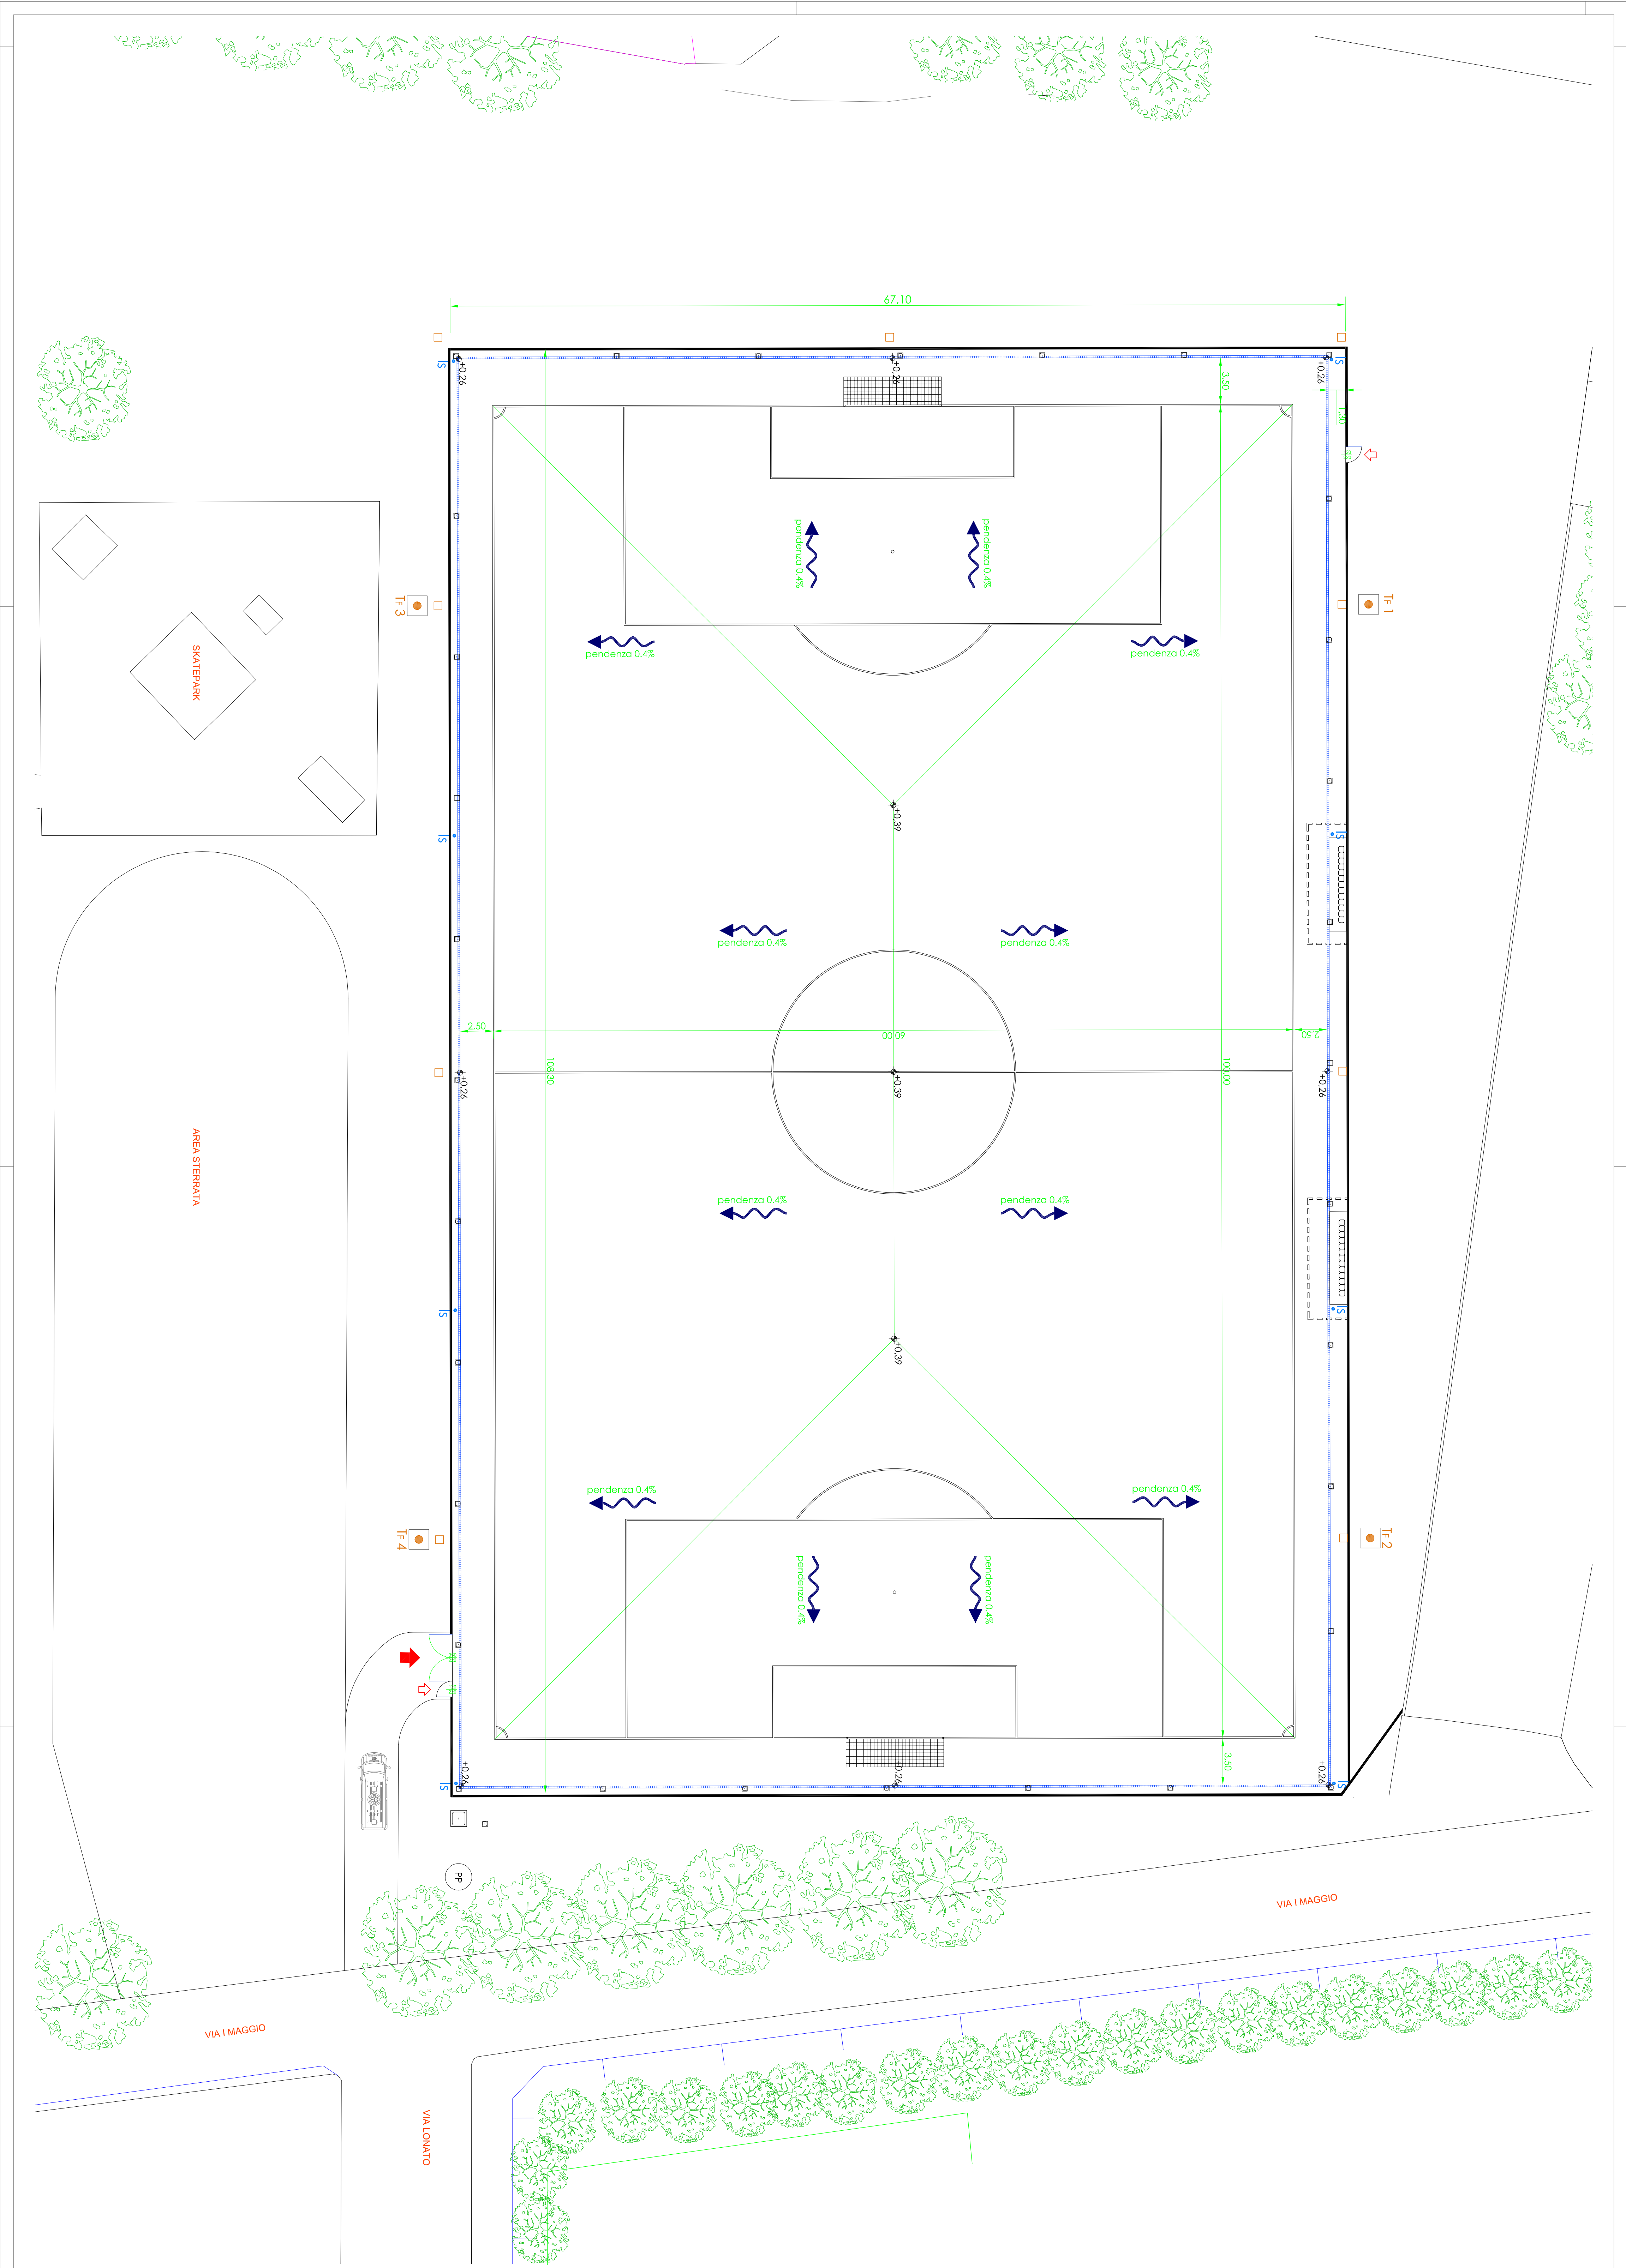 67.10
S
+0.26
+0.26
+0.26
S
3.50
1.30
pendenza 0.4%
pendenza 0.4%
TF 3
TF 1
pendenza 0.4%
pendenza 0.4%
SKATEPARK
+0.39
S
S
pendenza 0.4%
pendenza 0.4%
2.50
60.00
2.50
108.30
100.00
+0.26
+0.39
+0.26
AREA STERRATA
pendenza 0.4%
pendenza 0.4%
S
S
+0.39
pendenza 0.4%
pendenza 0.4%
TF 4
TF 2
pendenza 0.4%
pendenza 0.4%
3.50
S
+0.26
+0.26
+0.26
S
PP
VIA I MAGGIO
VIA I MAGGIO
VIA LONATO